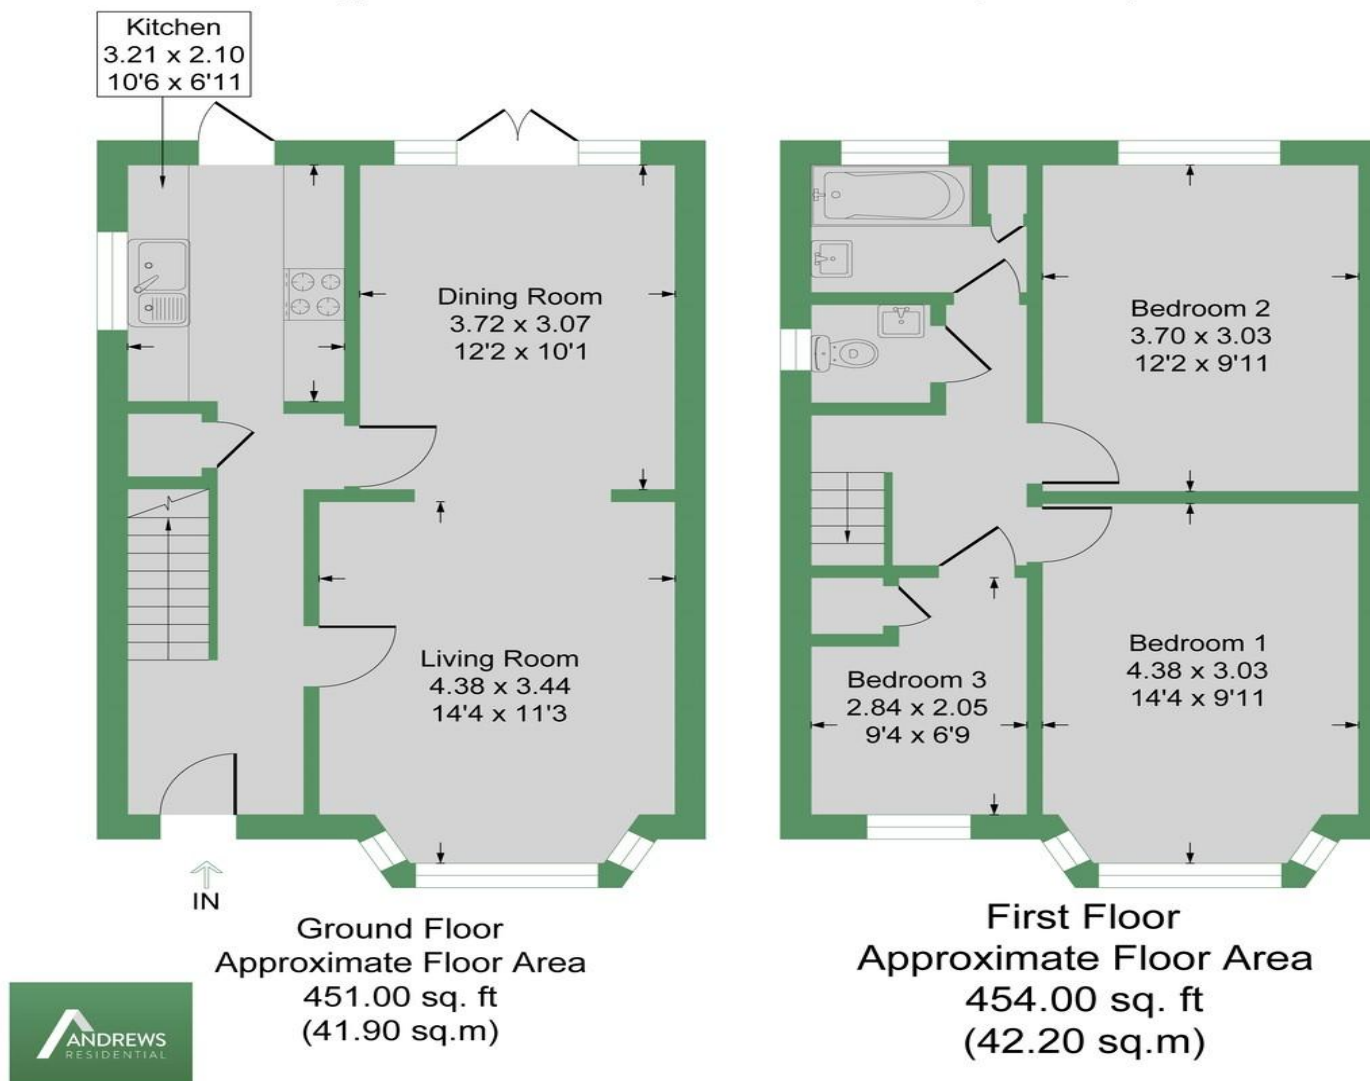 Kitchen
3.21 x 2.10
10'6 x 6'11
Dining Room
3.72 x 3.07
12'2 x 10'1
Living Room
4.38 x 3.44
14'4 x 11'3
IN
Ground Floor
Approximate Floor Area
451.00 sq. ft
(41.90 sq.m)
Bedroom 2
3.70 x 3.03
12'2 x 9'11
Bedroom 1
4.38 x 3.03
14'4 x 9'11
Bedroom 3
2.84 x 2.05
9'4 x 6'9
First Floor
Approximate Floor Area
454.00 sq. ft
(42.20 sq.m)
ANDREWS
RESIDENTIAL